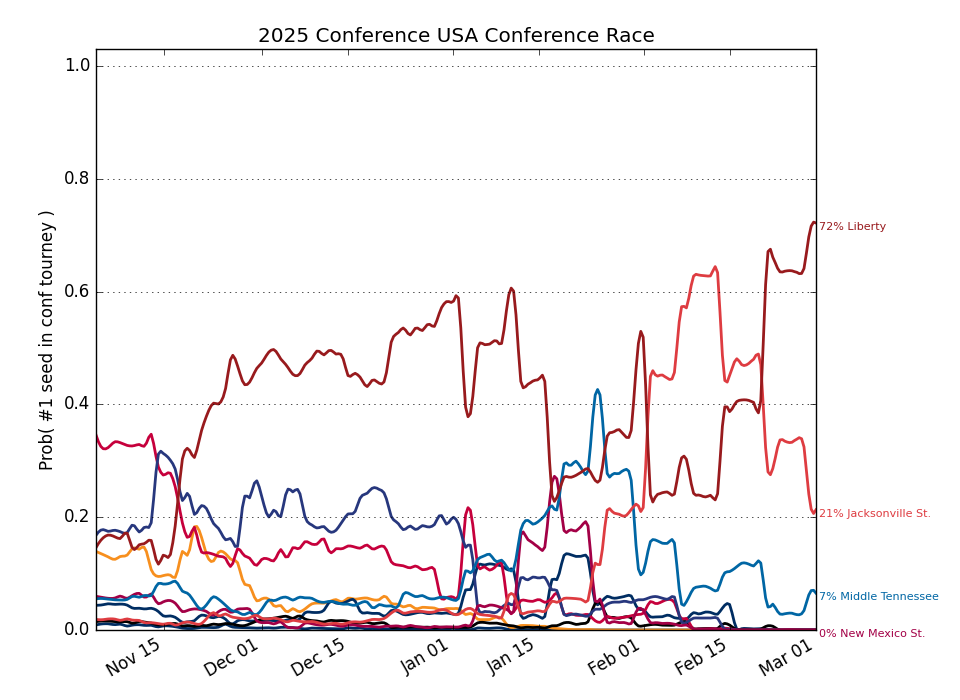 2025 Conference USA Conference Race
Prob( #1 seed in conf tourney )
1.0
0.8
0.6
0.4
0.2
0.0
72% Liberty
21% Jacksonville St.
7% Middle Tennessee
0% New Mexico St.
Nov 15
Dec 01
Dec 15
Jan 01
Jan 15
Feb 01
Feb 15
Mar 01